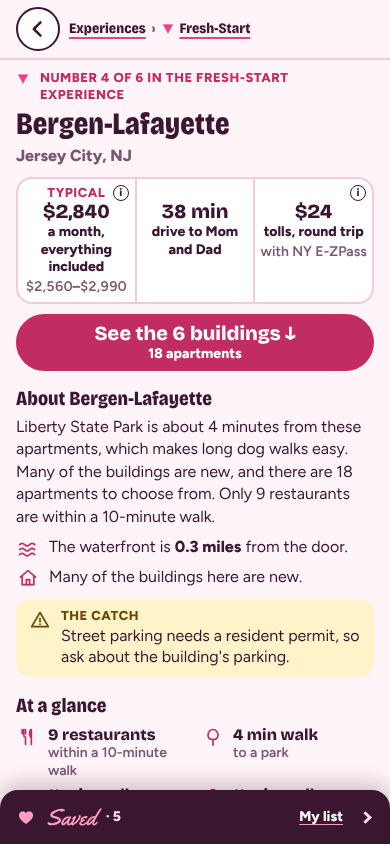 Experiences › Fresh-Start
NUMBER 4 OF 6 IN THE FRESH-START
EXPERIENCE
Bergen-Lafayette
Jersey City, NJ
TYPICAL
$2,840
a month,
everything
included
$2,560–$2,990
38 min
drive to Mom
and Dad
$24
tolls, round trip
with NY E-ZPass
See the 6 buildings ↓
18 apartments
About Bergen-Lafayette
Liberty State Park is about 4 minutes from these
apartments, which makes long dog walks easy.
Many of the buildings are new, and there are 18
apartments to choose from. Only 9 restaurants
are within a 10-minute walk.
The waterfront is 0.3 miles from the door.
Many of the buildings here are new.
THE CATCH
Street parking needs a resident permit, so
ask about the building's parking.
At a glance
9 restaurants
within a 10-minute
walk
4 min walk
to a park
Saved · 5
My list